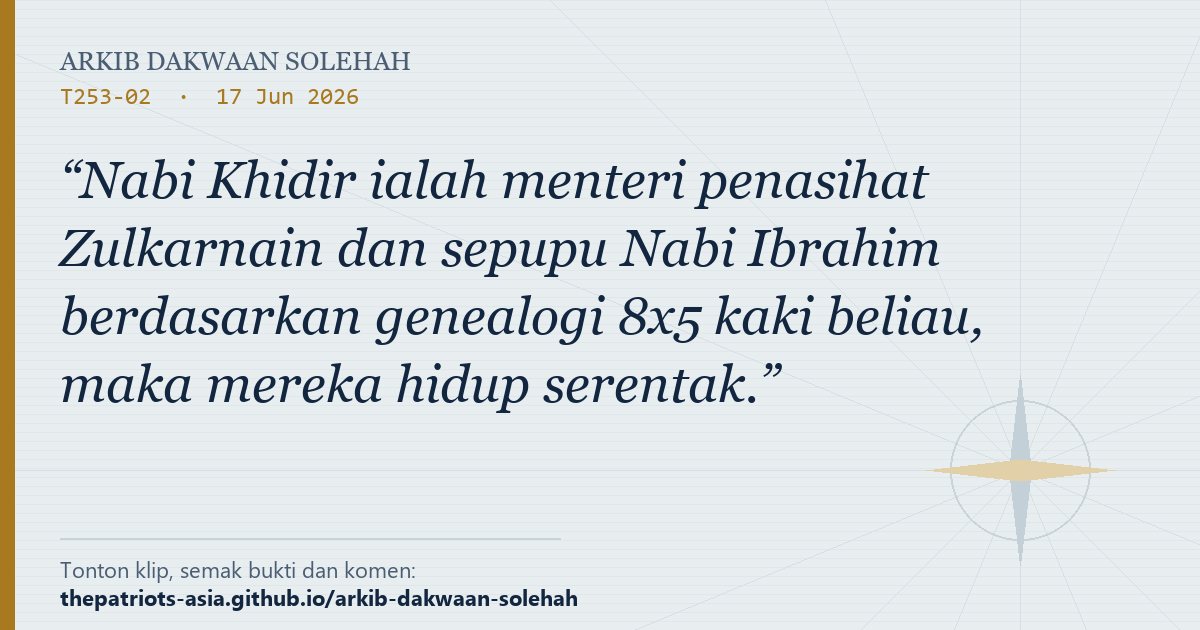 ARKIB DAKWAAN SOLEHAH
T253-02 · 17 Jun 2026
“Nabi Khidir ialah menteri penasihat
Zulkarnain dan sepupu Nabi Ibrahim
berdasarkan genealogi 8x5 kaki beliau,
maka mereka hidup serentak.”
Tonton klip, semak bukti dan komen:
thepatriots-asia.github.io/arkib-dakwaan-solehah